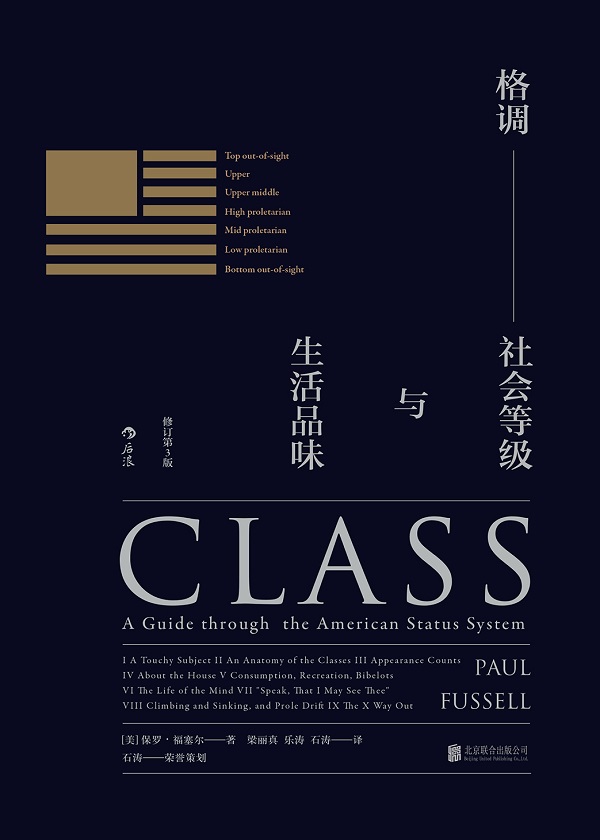 格调
社会等级
与
生活品味
修订第3版
后浪
Top out-of-sight
Upper
Upper middle
High proletarian
Mid proletarian
Low proletarian
Bottom out-of-sight
CLASS
A Guide through the American Status System
I A Touchy Subject II An Anatomy of the Classes III Appearance Counts
IV About the House V Consumption, Recreation, Bibelots
VI The Life of the Mind VII "Speak, That I May See Thee"
VIII Climbing and Sinking, and Prole Drift IX The X Way Out
PAUL
FUSSELL
[美]保罗·福塞尔——著 梁丽真 乐涛 石涛——译
石涛——荣誉策划
北京联合出版公司
Beijing United Publishing Co.,Ltd.